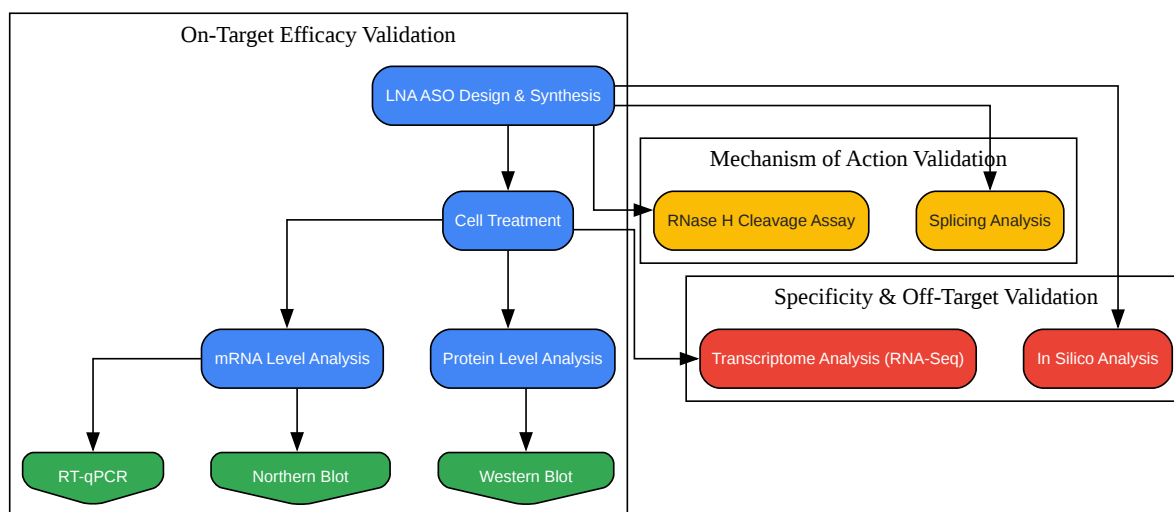 On-Target Efficacy Validation
LNA ASO Design & Synthesis
Mechanism of Action Validation
Cell Treatment
RNase H Cleavage Assay
Splicing Analysis
Specificity & Off-Target Validation
mRNA Level Analysis
Protein Level Analysis
Transcriptome Analysis (RNA-Seq)
In Silico Analysis
RT-qPCR
Northern Blot
Western Blot